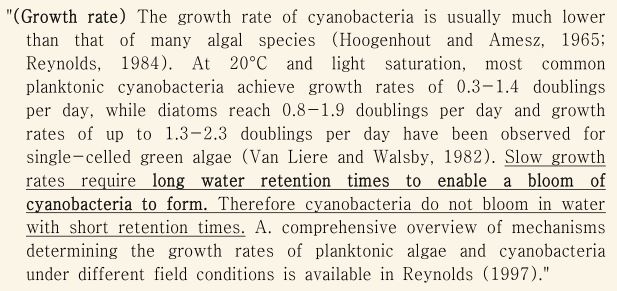 "(Growth rate) The growth rate of cyanobacteria is usually much lower
than that of many algal species (Hoogenhout and Amesz, 1965;
Reynolds, 1984). At 20°C and light saturation, most common
planktonic cyanobacteria achieve growth rates of 0.3-1.4 doublings
per day, while diatoms reach 0.8-1.9 doublings per day and growth
rates of up to 1.3-2.3 doublings per day have been observed for
single-celled green algae (Van Liere and Walsby, 1982). Slow growth
rates require long water retention times to enable a bloom of
cyanobacteria to form. Therefore cyanobacteria do not bloom in water
with short retention times. A. comprehensive overview of mechanisms
determining the growth rates of planktonic algae and cyanobacteria
under different field conditions is available in Reynolds (1997)."